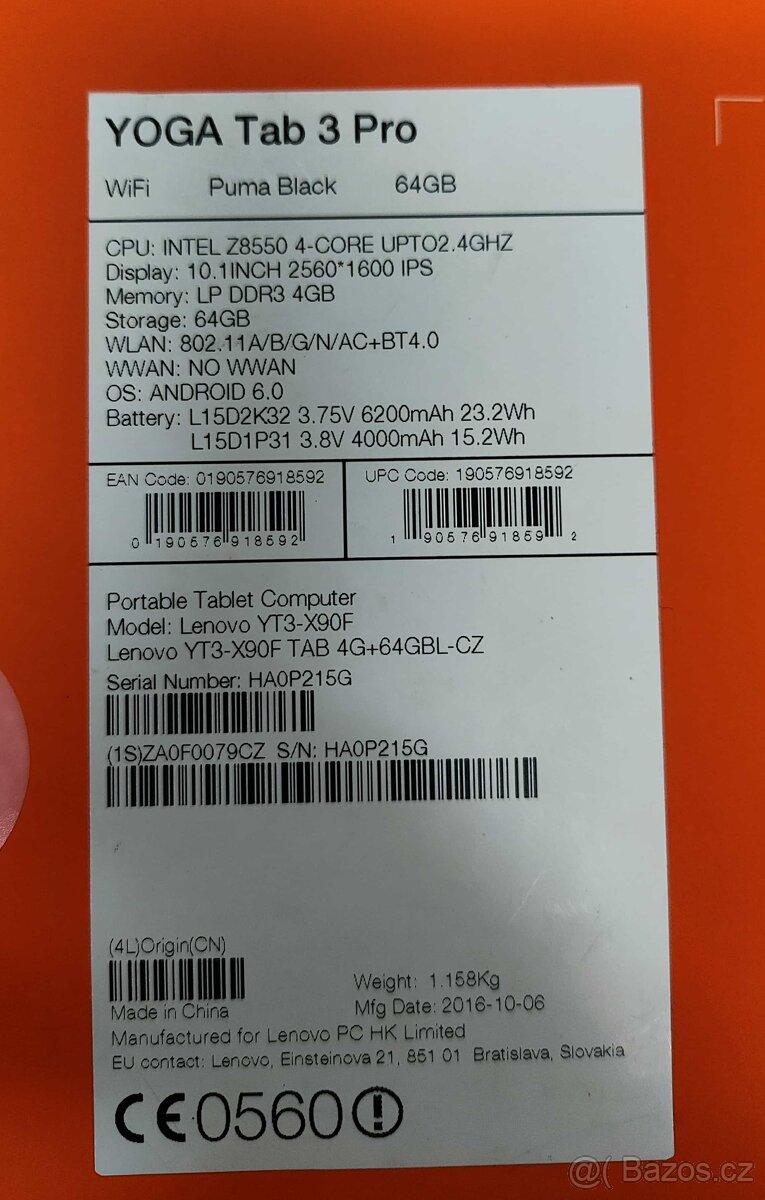 YOGA Tab 3 Pro
WiFi Puma Black 64GB
CPU: INTEL Z8550 4-CORE UPTO2.4GHZ
Display: 10.1INCH 2560*1600 IPS
Memory: LP DDR3 4GB
Storage: 64GB
WLAN: 802.11A/B/G/N/AC+BT4.0
WWAN: NO WWAN
OS: ANDROID 6.0
Battery: L15D2K32 3.75V 6200mAh 23.2Wh
L15D1P31 3.8V 4000mAh 15.2Wh
EAN Code: 0190576918592 UPC Code: 190576918592
0 190576 918592 1 90576 91859 2
Portable Tablet Computer
Model: Lenovo YT3-X90F
Lenovo YT3-X90F TAB 4G+64GBL-CZ
Serial Number: HA0P215G
(1S)ZA0F0079CZ S/N: HA0P215G
(4L)Origin(CN)
Weight: 1.158Kg
Made in China Mfg Date: 2016-10-06
Manufactured for Lenovo PC HK Limited
EU contact: Lenovo, Einsteinova 21, 851 01 Bratislava, Slovakia
CE0560
@( Bazos.cz